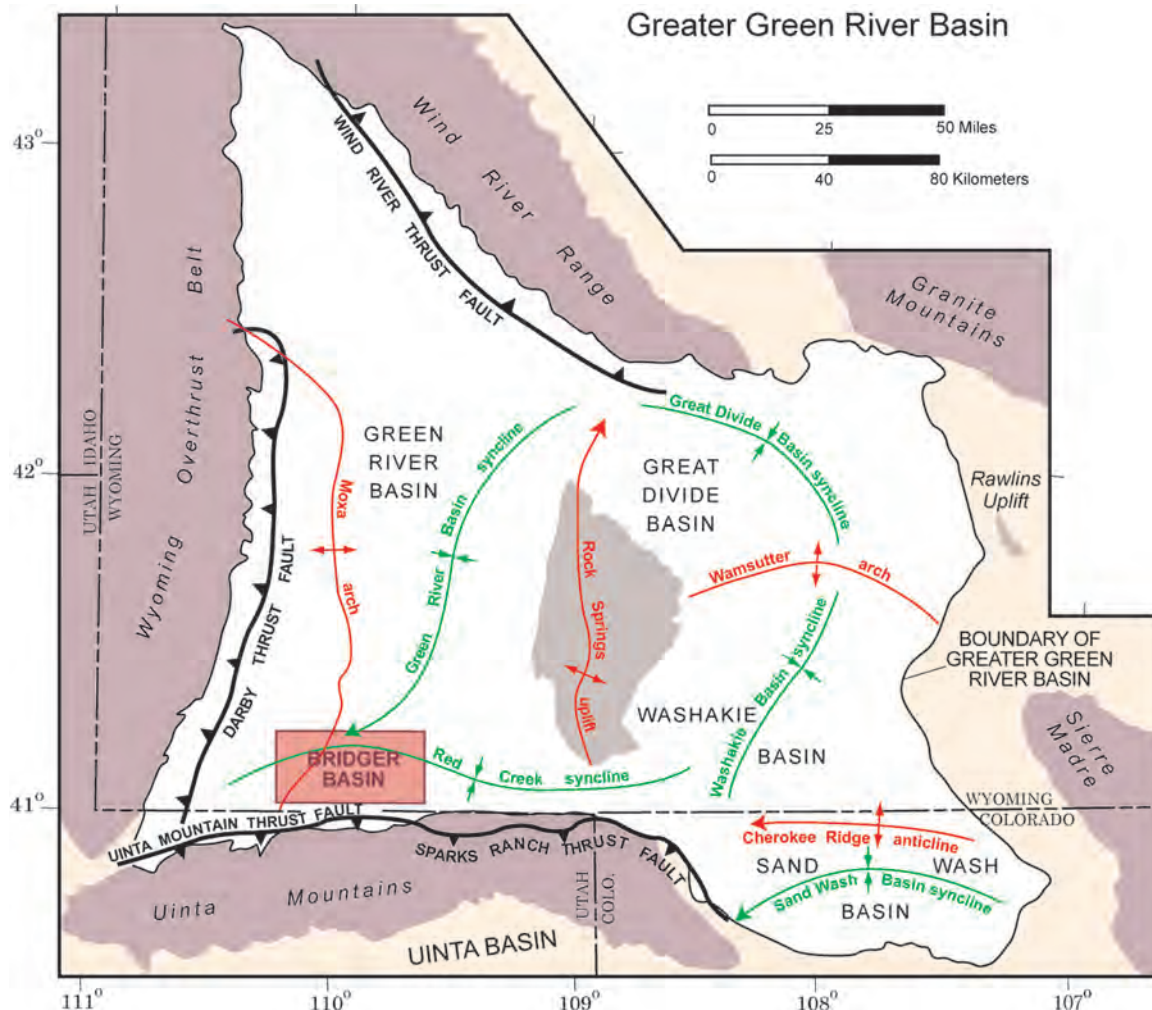 Greater Green River Basin
0 25 50 Miles
0 40 80 Kilometers
43°
42°
41°
111°
110°
109°
108°
107°
Wind River Range
WIND RIVER THRUST FAULT
Granite Mountains
Wyoming Overthrust Belt
UTAH IDAHO
WYOMING
GREEN
RIVER
BASIN
Moxa arch
DARBY THRUST FAULT
Green River Basin syncline
Great Divide Basin syncline
GREAT
DIVIDE
BASIN
Rawlins
Uplift
Rock Springs uplift
Wamsutter arch
BOUNDARY OF
GREATER GREEN
RIVER BASIN
WASHAKIE
BASIN
Washakie Basin syncline
Sierre
Madre
BRIDGER
BASIN
Red Creek syncline
WYOMING
COLORADO
UINTA MOUNTAIN THRUST FAULT
SPARKS RANCH THRUST FAULT
Cherokee Ridge anticline
SAND WASH
BASIN
Sand Wash Basin syncline
Uinta Mountains
UTAH
COLO.
UINTA BASIN